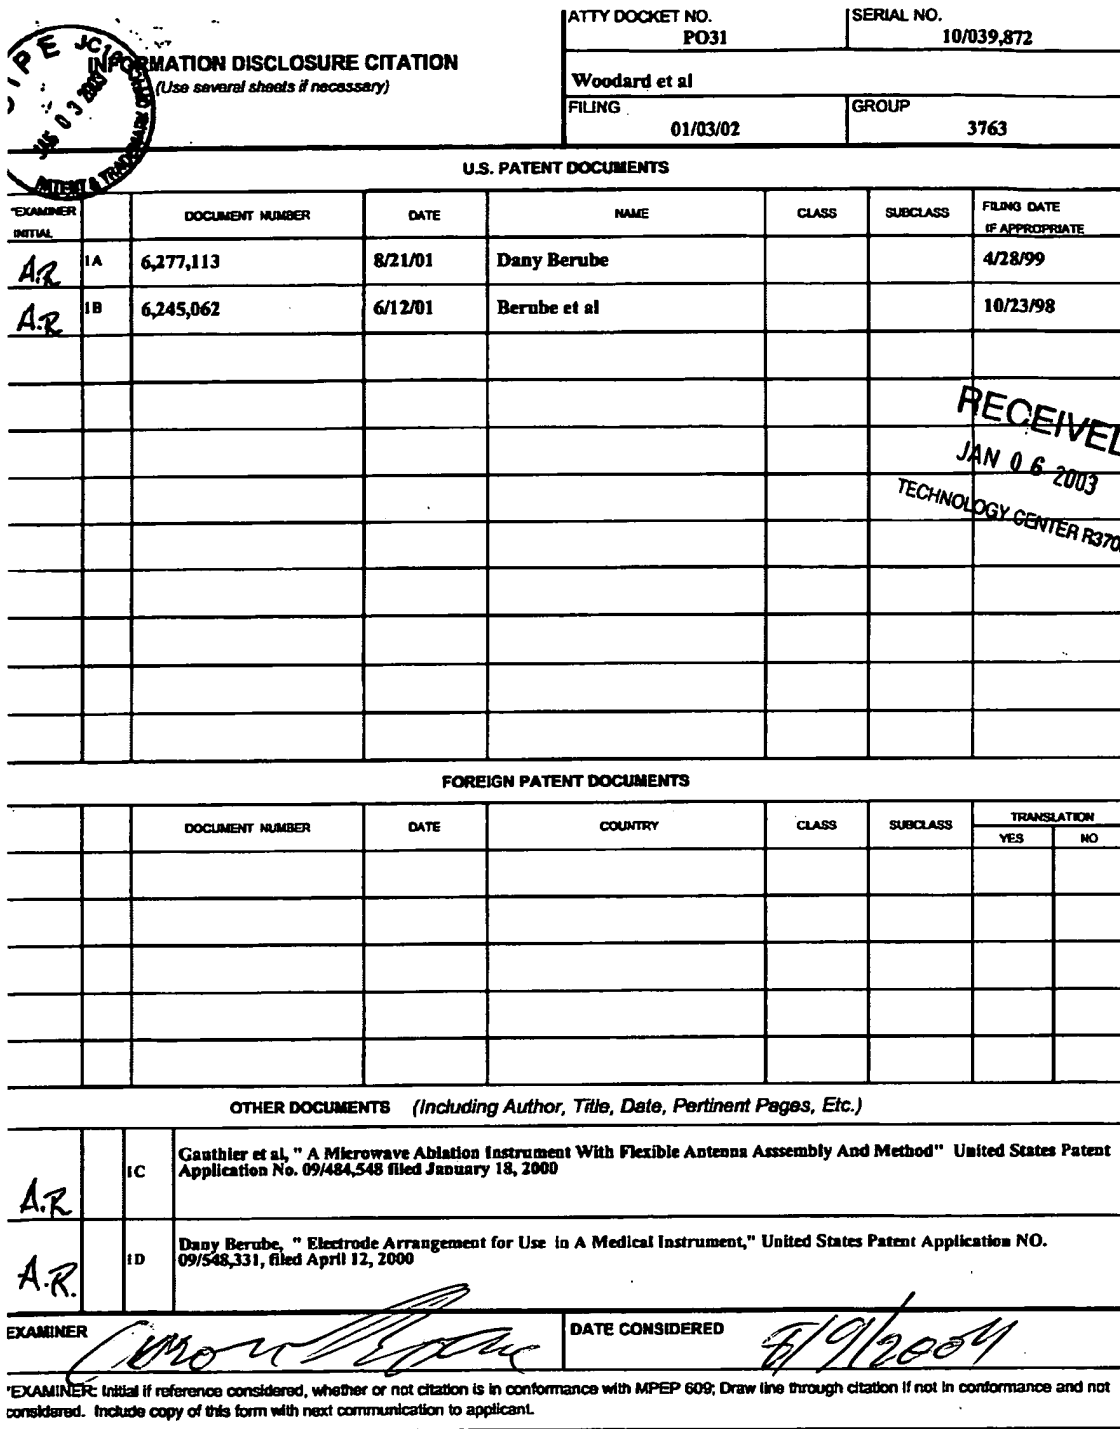 ATTY DOCKET NO.
PO31
SERIAL NO.
10/039,872
INFORMATION DISCLOSURE CITATION
(Use several sheets if necessary)
Woodard et al
FILING
01/03/02
GROUP
3763
JAN 03 2003
PATENT & TRADEMARK
U.S. PATENT DOCUMENTS
*EXAMINER INITIAL DOCUMENT NUMBER DATE NAME CLASS SUBCLASS FILING DATE IF APPROPRIATE
A.R 1A 6,277,113 8/21/01 Dany Berube 4/28/99
A.R 1B 6,245,062 6/12/01 Berube et al 10/23/98
RECEIVED
JAN 06 2003
TECHNOLOGY CENTER R370
FOREIGN PATENT DOCUMENTS
DOCUMENT NUMBER DATE COUNTRY CLASS SUBCLASS TRANSLATION
YES NO
OTHER DOCUMENTS (Including Author, Title, Date, Pertinent Pages, Etc.)
A.R 1C Gauthier et al, " A Microwave Ablation Instrument With Flexible Antenna Asssembly And Method" United States Patent
Application No. 09/484,548 filed January 18, 2000
A.R. 1D Dany Berube, " Electrode Arrangement for Use in A Medical Instrument," United States Patent Application NO.
09/548,331, filed April 12, 2000
EXAMINER
DATE CONSIDERED
8/9/2004
*EXAMINER: Initial if reference considered, whether or not citation is in conformance with MPEP 609; Draw line through citation if not in conformance and not
considered. Include copy of this form with next communication to applicant.